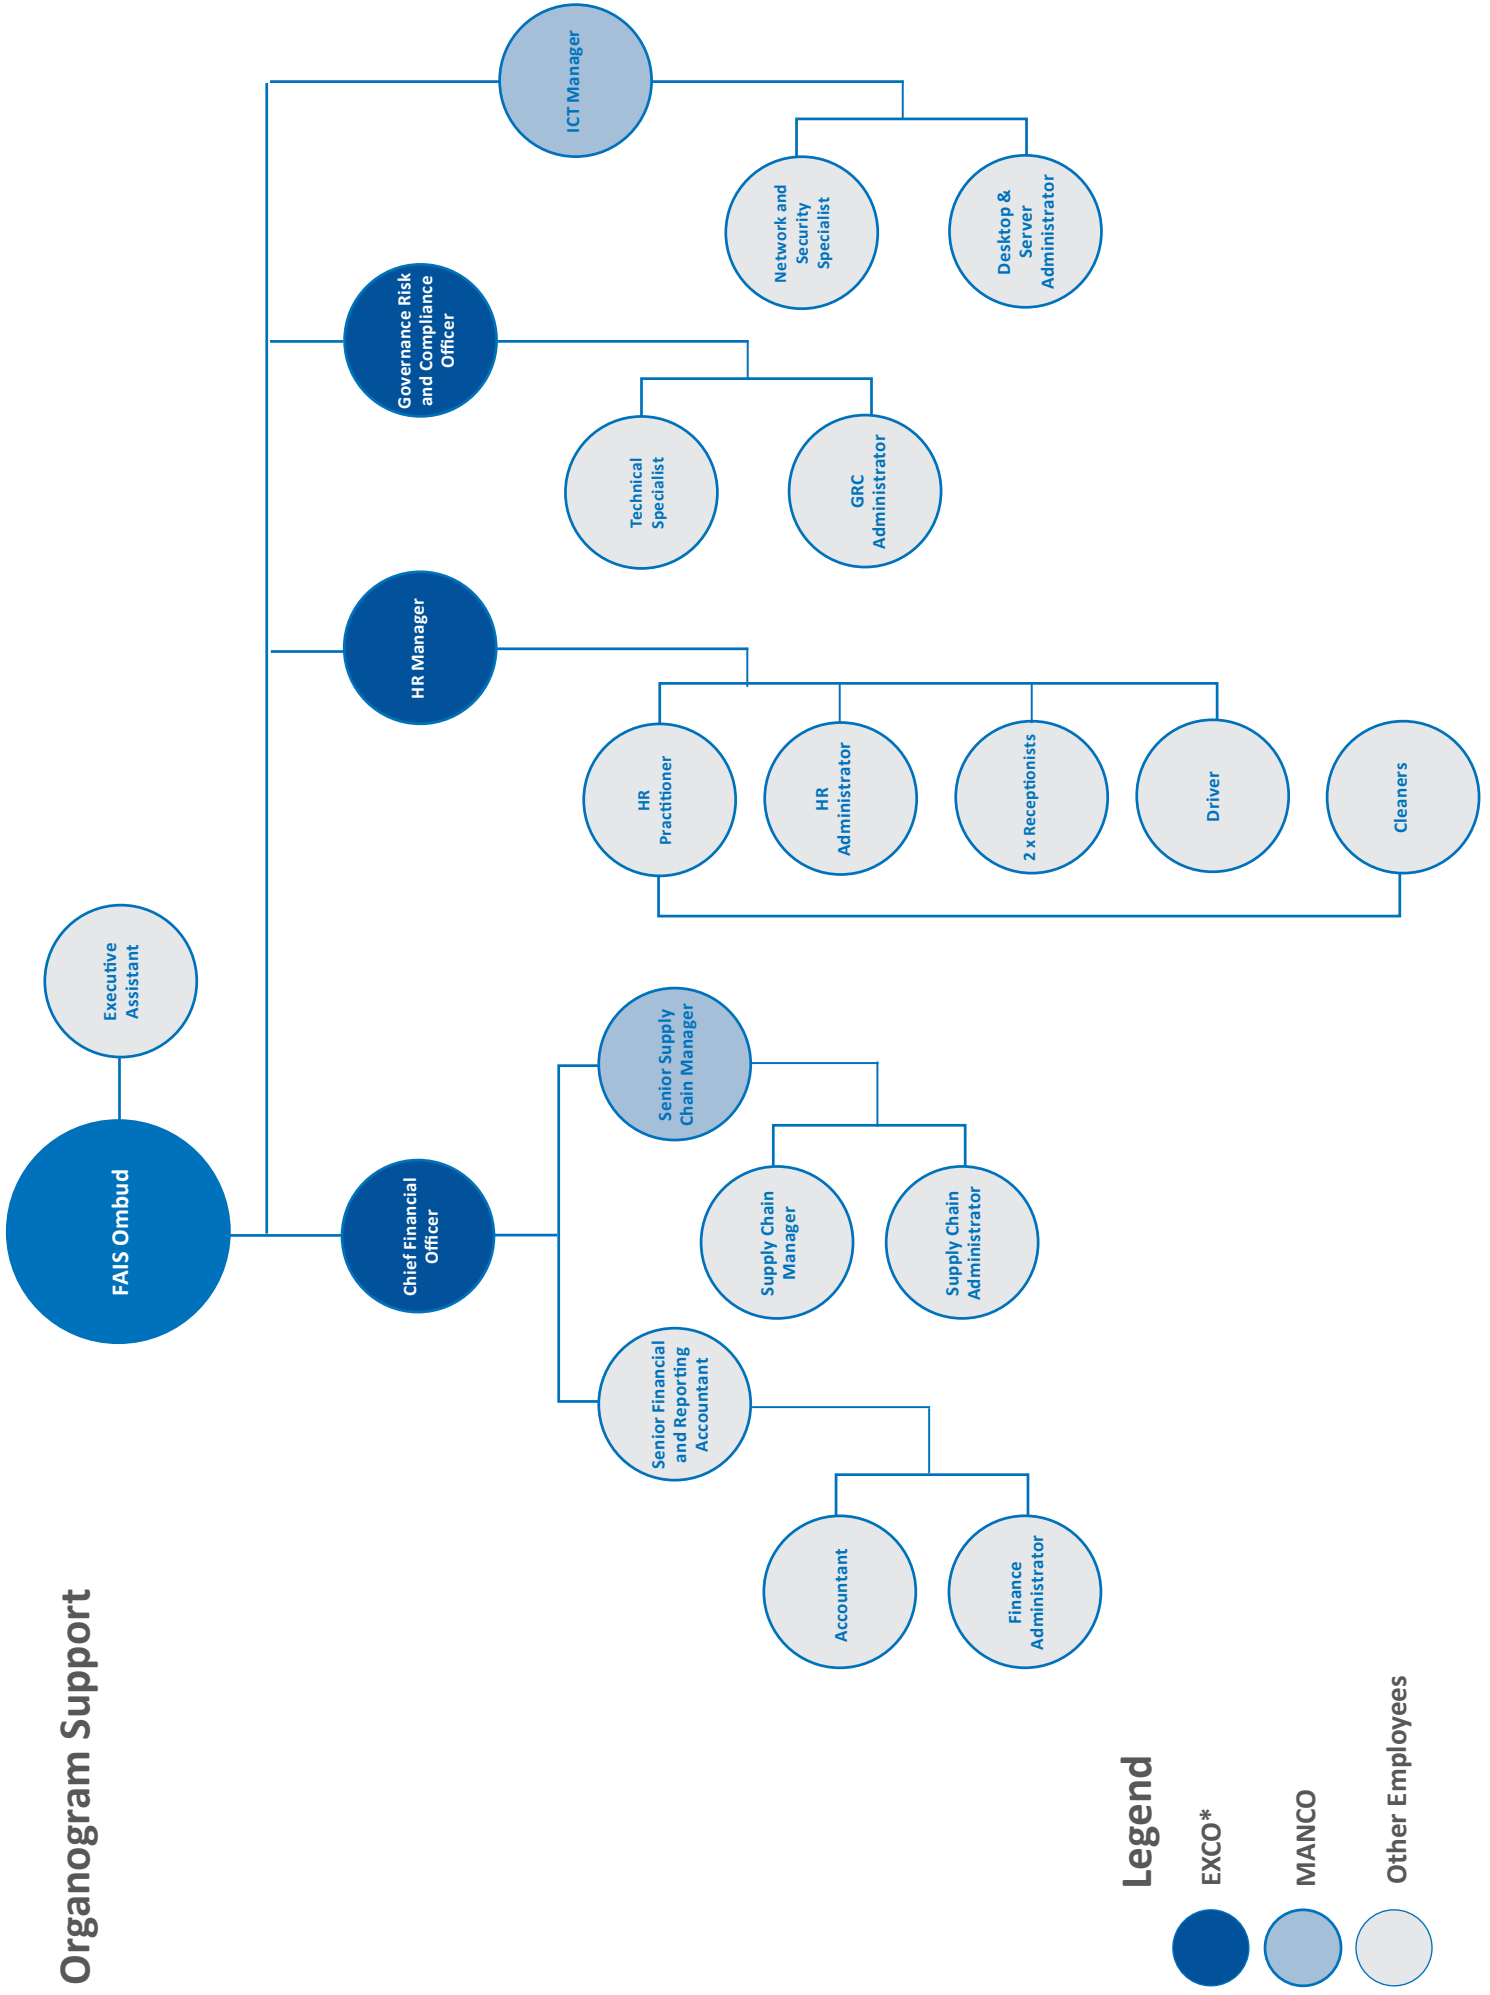 Organogram Support
FAIS Ombud
Executive
Assistant
Chief Financial
Officer
HR Manager
Governance Risk
and Compliance
Officer
ICT Manager
Senior Financial
and Reporting
Accountant
Senior Supply
Chain Manager
Accountant
Finance
Administrator
Supply Chain
Manager
Supply Chain
Administrator
HR
Practitioner
HR
Administrator
2 x Receptionists
Driver
Cleaners
Technical
Specialist
GRC
Administrator
Network and
Security
Specialist
Desktop &
Server
Administrator
Legend
EXCO*
MANCO
Other Employees